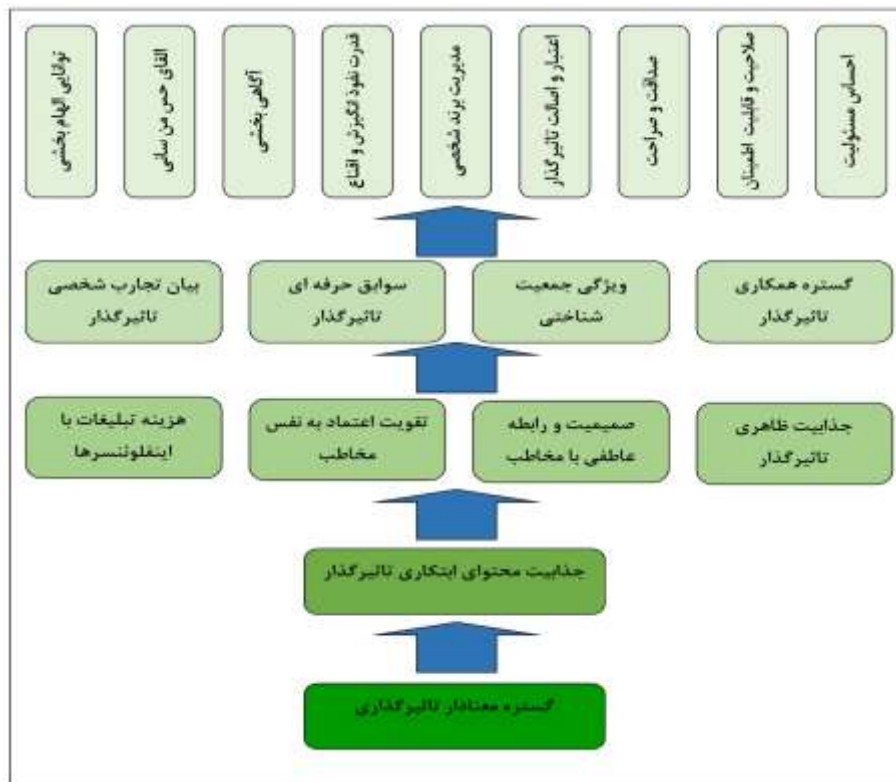 احساس مسئولیت
صلاحیت و قابلیت اطمینان
صداقت و صراحت
اعتبار و اصالت تاثیرگذار
مدیریت برند شخصی
قدرت نفوذ انگیزش و اقناع
آگاهی بخشی
القای حس من سانی
توانایی الهام بخشی
گستره همکاری
تاثیرگذار
ویژگی جمعیت
شناختی
سوابق حرفه ای
تاثیرگذار
بیان تجارب شخصی
تاثیرگذار
جذابیت ظاهری
تاثیرگذار
صمیمیت و رابطه
عاطفی با مخاطب
تقویت اعتماد به نفس
مخاطب
هزینه تبلیغات با
اینفلوئنسرها
جذابیت محتوای ابتکاری تاثیرگذار
گستره معنادار تاثیرگذاری